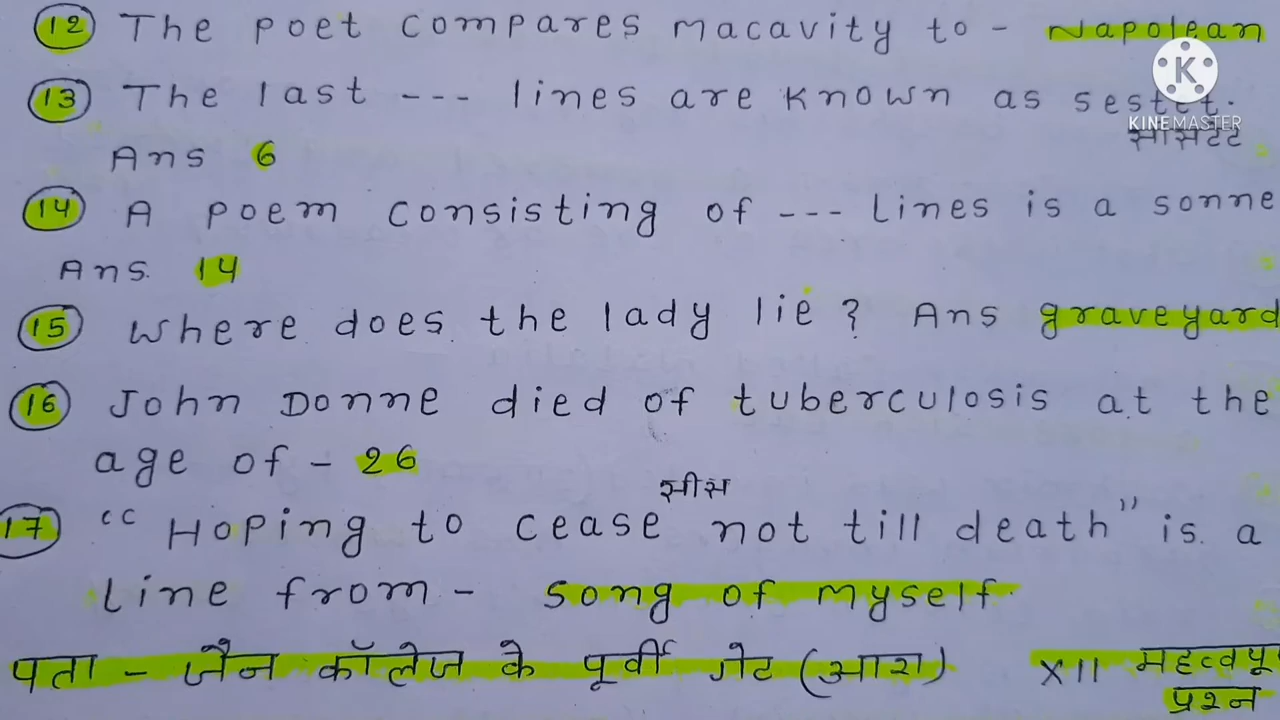 12 The poet compares macavity to - Napolean
13 The last --- lines are known as sestet.
K
KINEMASTER
सासटेट
Ans 6
14 A poem consisting of --- lines is a sonne
Ans. 14
15 Where does the lady lie? Ans graveyard
16 John Donne died of tuberculosis at the
age of - 26
सीस
17 "Hoping to cease not till death" is a
line from - song of myself.
पता - जैन कॉलेज के पूर्वी गेट (आरा) XII महत्वपू
प्रश्न